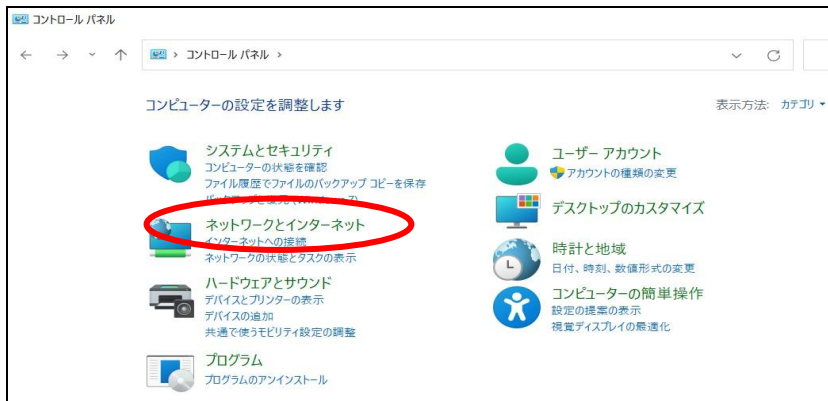 コントロール パネル
コントロール パネル
コンピューターの設定を調整します
表示方法: カテゴリ
システムとセキュリティ
コンピューターの状態を確認
ファイル履歴でファイルのバックアップ コピーを保存
バックアップと復元 (Windows 7)
ネットワークとインターネット
インターネットへの接続
ネットワークの状態とタスクの表示
ハードウェアとサウンド
デバイスとプリンターの表示
デバイスの追加
共通で使うモビリティ設定の調整
プログラム
プログラムのアンインストール
ユーザー アカウント
アカウントの種類の変更
デスクトップのカスタマイズ
時計と地域
日付、時刻、数値形式の変更
コンピューターの簡単操作
設定の提案の表示
視覚ディスプレイの最適化